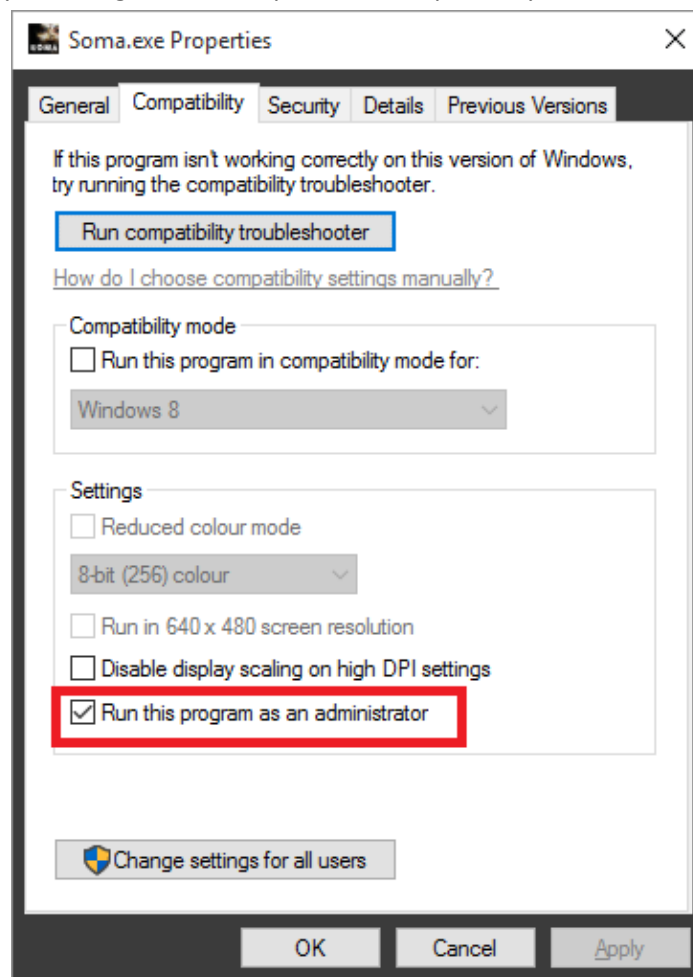 Soma.exe Properties
General Compatibility Security Details Previous Versions
If this program isn't working correctly on this version of Windows,
try running the compatibility troubleshooter.
Run compatibility troubleshooter
How do I choose compatibility settings manually?
Compatibility mode
Run this program in compatibility mode for:
Windows 8
Settings
Reduced colour mode
8-bit (256) colour
Run in 640 x 480 screen resolution
Disable display scaling on high DPI settings
Run this program as an administrator
Change settings for all users
OK Cancel Apply